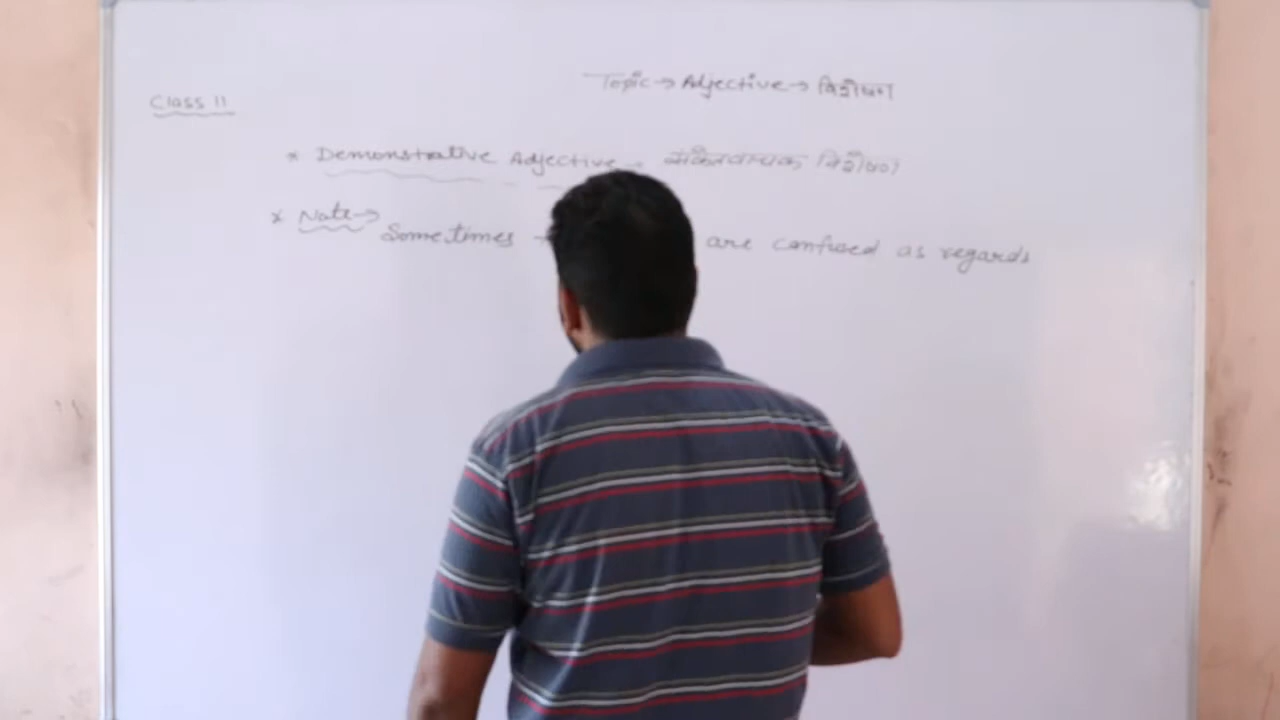 Topic → Adjective → विशेषण
Class 11
* Demonstrative Adjective → संकेतवाचक विशेषण
* Note →
Sometimes are confused as regards